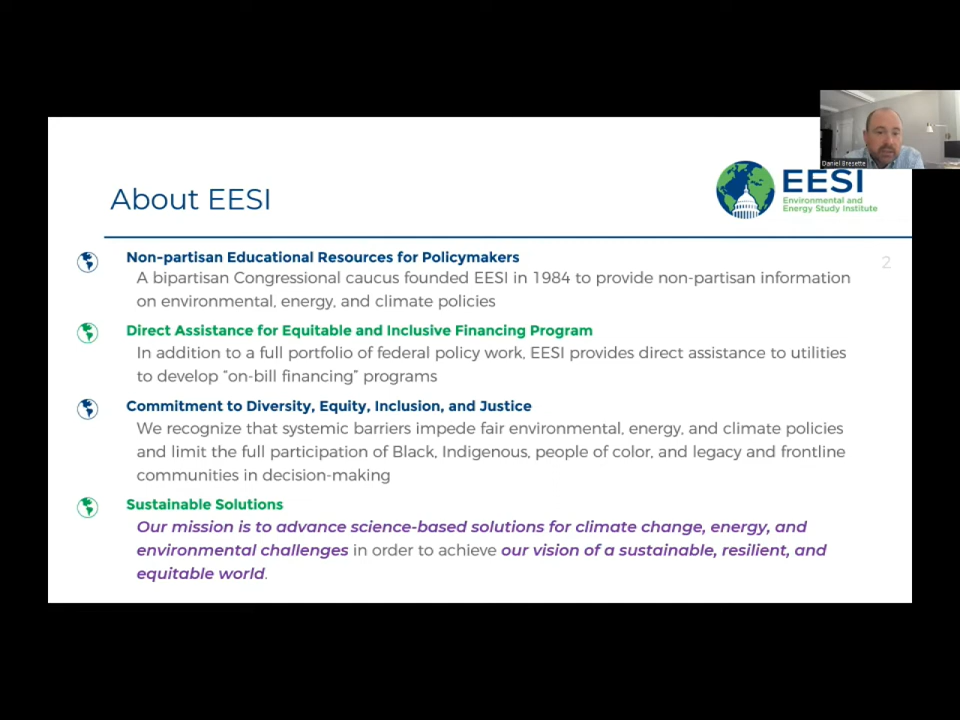 Daniel Bresette
About EESI
EESI
Environmental and
Energy Study Institute
2
Non-partisan Educational Resources for Policymakers
A bipartisan Congressional caucus founded EESI in 1984 to provide non-partisan information
on environmental, energy, and climate policies
Direct Assistance for Equitable and Inclusive Financing Program
In addition to a full portfolio of federal policy work, EESI provides direct assistance to utilities
to develop “on-bill financing” programs
Commitment to Diversity, Equity, Inclusion, and Justice
We recognize that systemic barriers impede fair environmental, energy, and climate policies
and limit the full participation of Black, Indigenous, people of color, and legacy and frontline
communities in decision-making
Sustainable Solutions
Our mission is to advance science-based solutions for climate change, energy, and
environmental challenges in order to achieve our vision of a sustainable, resilient, and
equitable world.